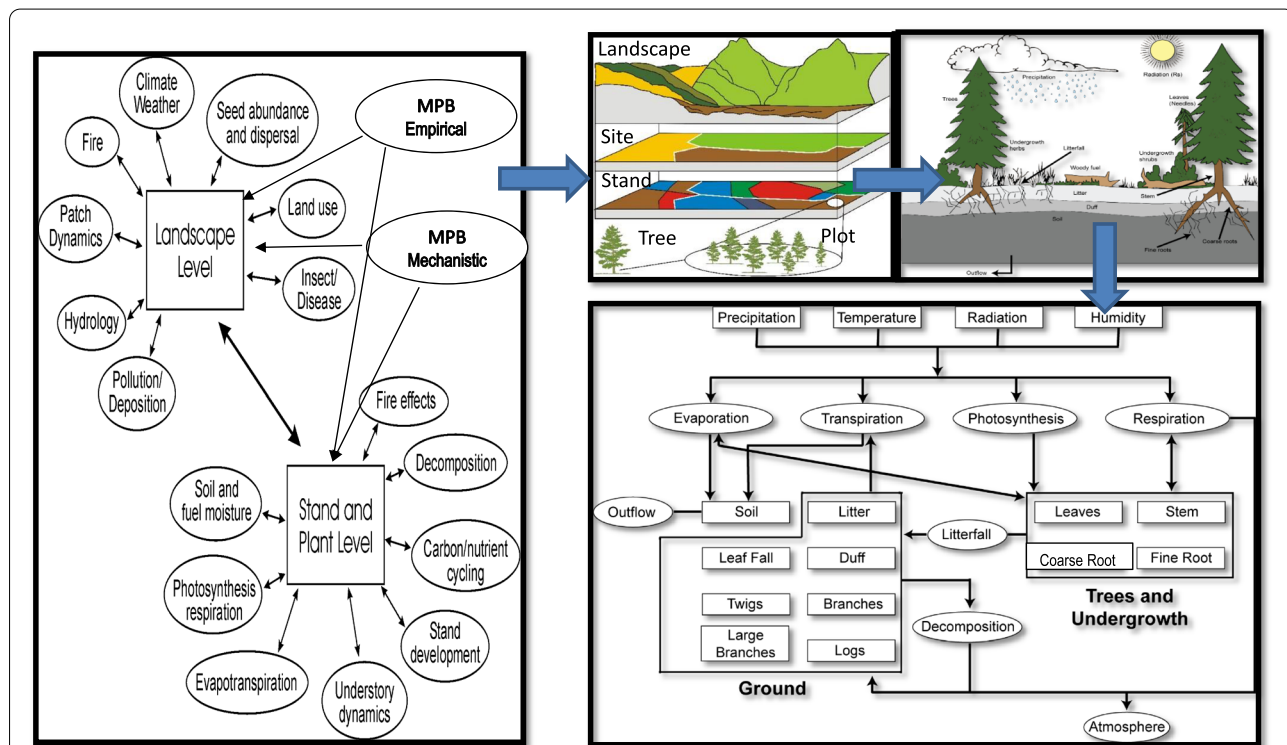 Climate
Weather
Seed abundance
and dispersal
Fire
Patch
Dynamics
Landscape
Level
Land use
Insect/
Disease
Hydrology
Pollution/
Deposition
MPB
Empirical
MPB
Mechanistic
Fire effects
Decomposition
Soil and
fuel moisture
Stand and
Plant Level
Carbon/nutrient
cycling
Photosynthesis
respiration
Stand
development
Evapotranspiration
Understory
dynamics
Landscape
Site
Stand
Tree
Plot
Precipitation
Radiation (Rs)
Trees
Leaves
(Needles)
Undergrowth
herbs
Litterfall
Undergrowth
shrubs
Woody fuel
Litter
Stem
Duff
Soil
Fine roots
Coarse roots
Outflow
Precipitation
Temperature
Radiation
Humidity
Evaporation
Transpiration
Photosynthesis
Respiration
Outflow
Soil
Litter
Leaf Fall
Duff
Twigs
Branches
Large
Branches
Logs
Ground
Litterfall
Leaves
Stem
Coarse Root
Fine Root
Trees and
Undergrowth
Decomposition
Atmosphere